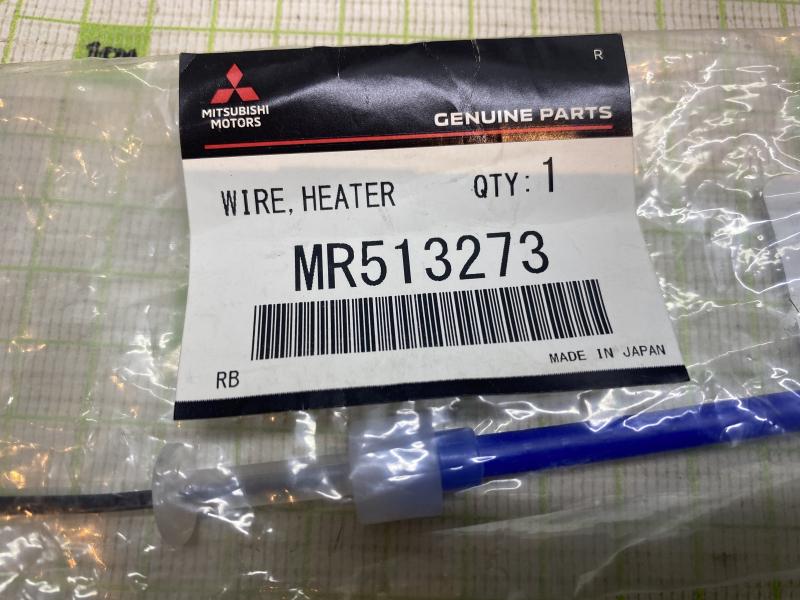 R
MITSUBISHI
MOTORS
GENUINE PARTS
WIRE, HEATER QTY: 1
MR513273
MADE IN JAPAN
RB